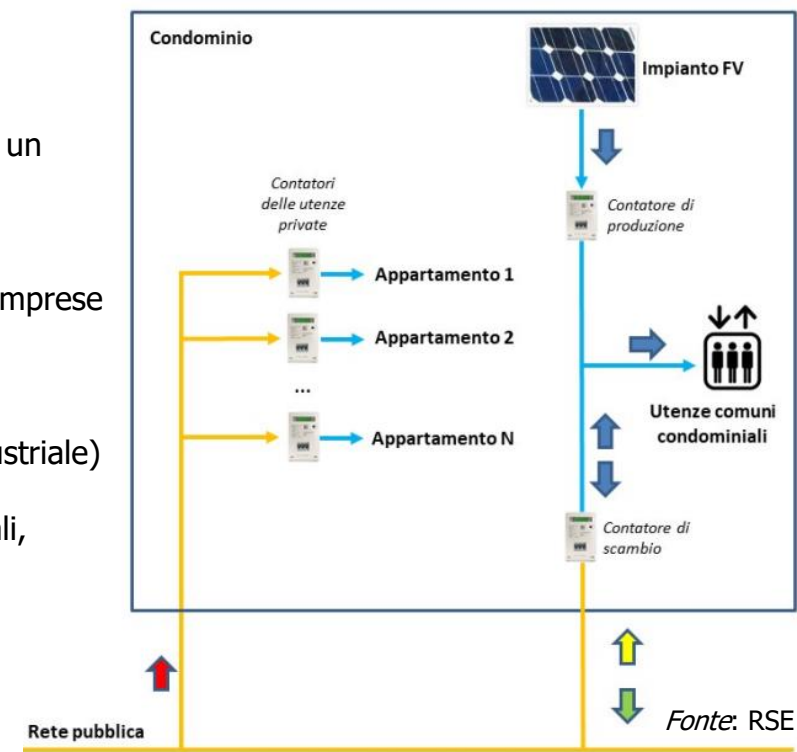 un
mprese
ustriale)
li,
Condominio
Impianto FV
Contatori
delle utenze
private
Contatore di
produzione
Appartamento 1
Appartamento 2
...
Appartamento N
Utenze comuni
condominiali
Contatore di
scambio
Rete pubblica
Fonte: RSE